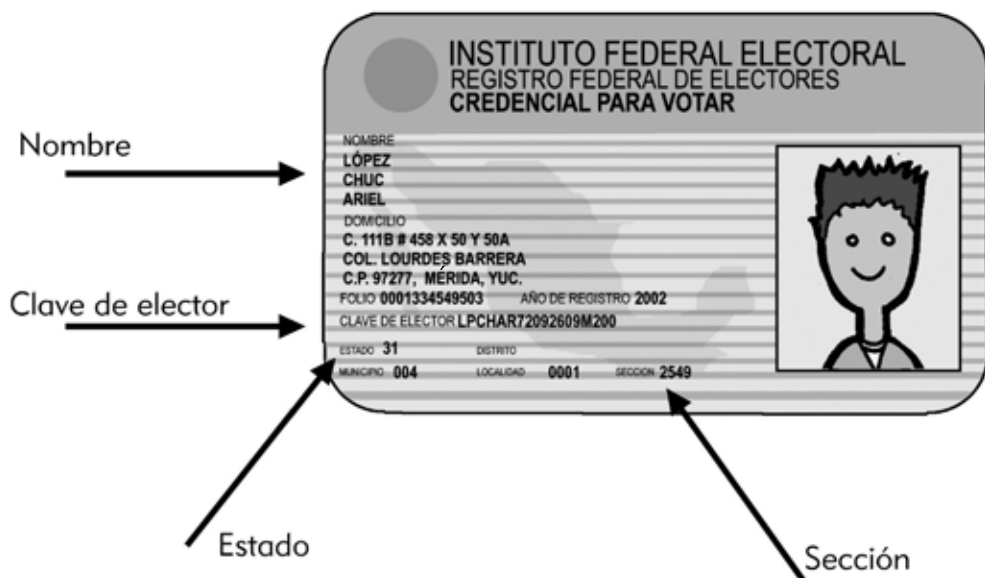 INSTITUTO FEDERAL ELECTORAL
REGISTRO FEDERAL DE ELECTORES
CREDENCIAL PARA VOTAR
Nombre
NOMBRE
LÓPEZ
CHUC
ARIEL
DOMICILIO
C. 111B # 458 X 50 Y 50A
COL. LOURDES BARRERA
C.P. 97277, MÉRIDA, YUC.
FOLIO 0001334549503 AÑO DE REGISTRO 2002
Clave de elector
CLAVE DE ELECTOR LPCHAR72092609M200
ESTADO 31 DISTRITO
MUNICIPIO 004 LOCALIDAD 0001 SECCION 2549
Estado
Sección